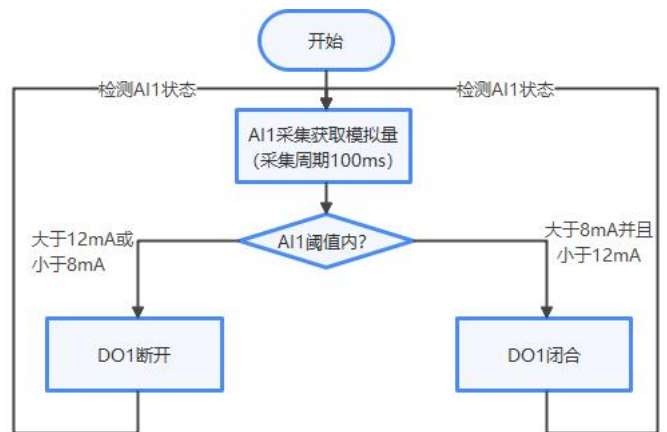 开始
检测AI1状态
检测AI1状态
AI1采集获取模拟量
（采集周期100ms）
AI1阈值内？
大于12mA或
小于8mA
大于8mA并且
小于12mA
DO1断开
DO1闭合